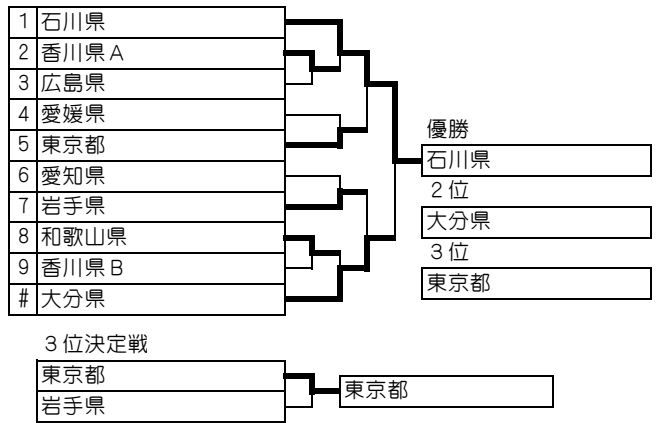 1 石川県
2 香川県A
3 広島県
4 愛媛県
5 東京都
6 愛知県
7 岩手県
8 和歌山県
9 香川県B
# 大分県
優勝
石川県
2位
大分県
3位
東京都
3位決定戦
東京都
岩手県
東京都